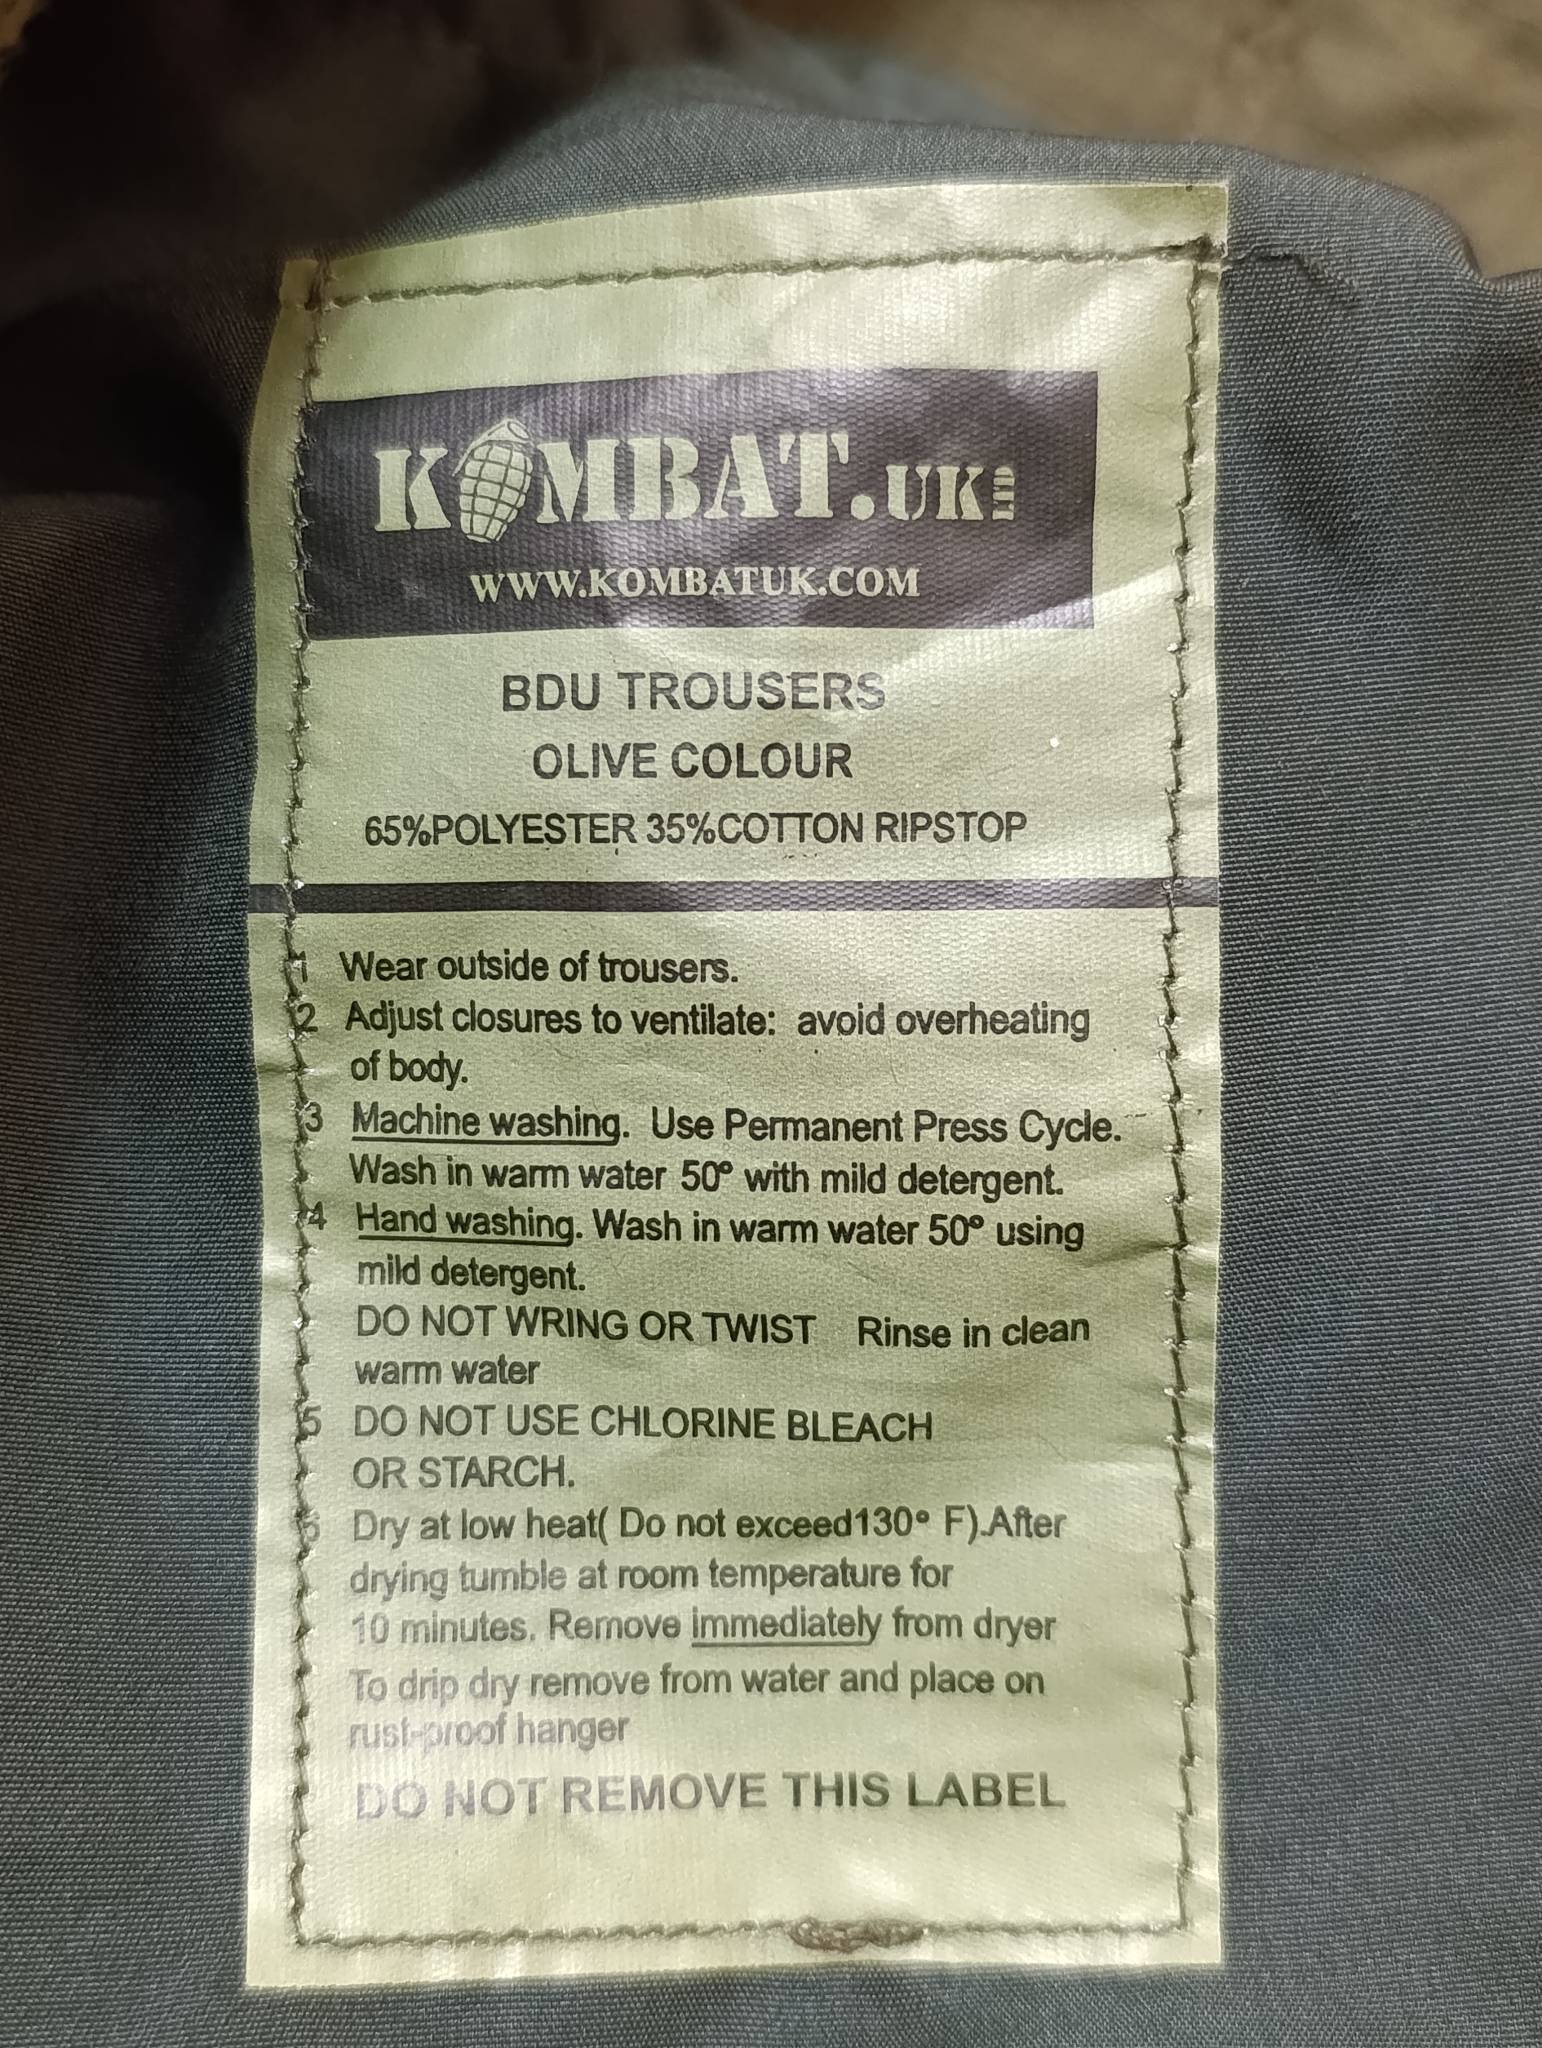 KOMBAT.UK LTD
WWW.KOMBATUK.COM
BDU TROUSERS
OLIVE COLOUR
65%POLYESTER 35%COTTON RIPSTOP
1 Wear outside of trousers.
2 Adjust closures to ventilate: avoid overheating
of body.
3 Machine washing. Use Permanent Press Cycle.
Wash in warm water 50° with mild detergent.
4 Hand washing. Wash in warm water 50° using
mild detergent.
DO NOT WRING OR TWIST Rinse in clean
warm water
5 DO NOT USE CHLORINE BLEACH
OR STARCH.
6 Dry at low heat( Do not exceed130° F).After
drying tumble at room temperature for
10 minutes. Remove immediately from dryer
To drip dry remove from water and place on
rust-proof hanger
DO NOT REMOVE THIS LABEL